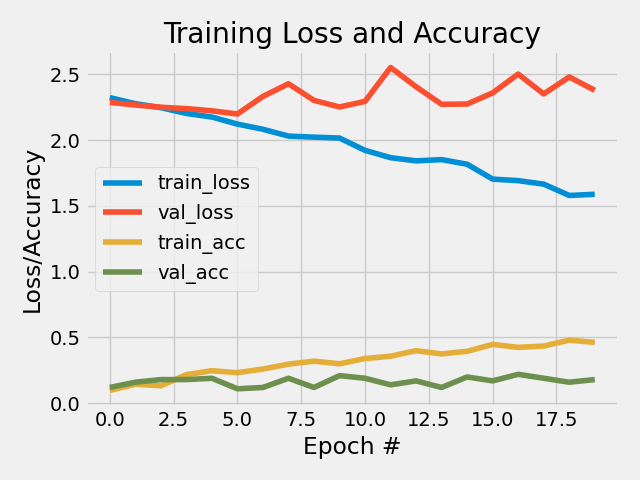 Training Loss and Accuracy
Loss/Accuracy
2.5
2.0
1.5
1.0
0.5
0.0
train_loss
val_loss
train_acc
val_acc
0.0 2.5 5.0 7.5 10.0 12.5 15.0 17.5
Epoch #